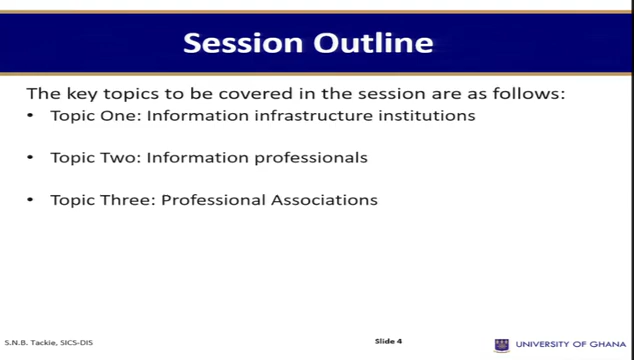 Session Outline
The key topics to be covered in the session are as follows:
• Topic One: Information infrastructure institutions
• Topic Two: Information professionals
• Topic Three: Professional Associations
S.N.B. Tackie, SICS-DIS
Slide 4
UNIVERSITY OF GHANA